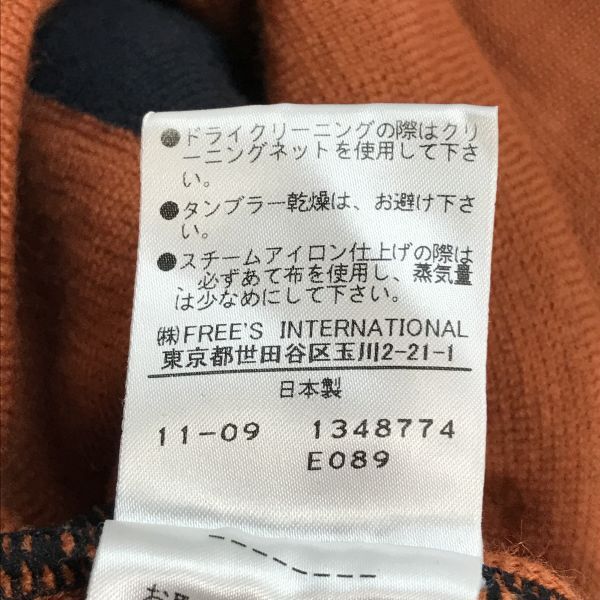 ●ドライクリーニングの際はクリ
ーニングネットを使用して下さ
い。
●タンブラー乾燥は、お避け下さ
い。
●スチームアイロン仕上げの際は
必ずあて布を使用し、蒸気量
は少なめにして下さい。
㈱FREE'S INTERNATIONAL
東京都世田谷区玉川2-21-1
日本製
11-09 1348774
E089